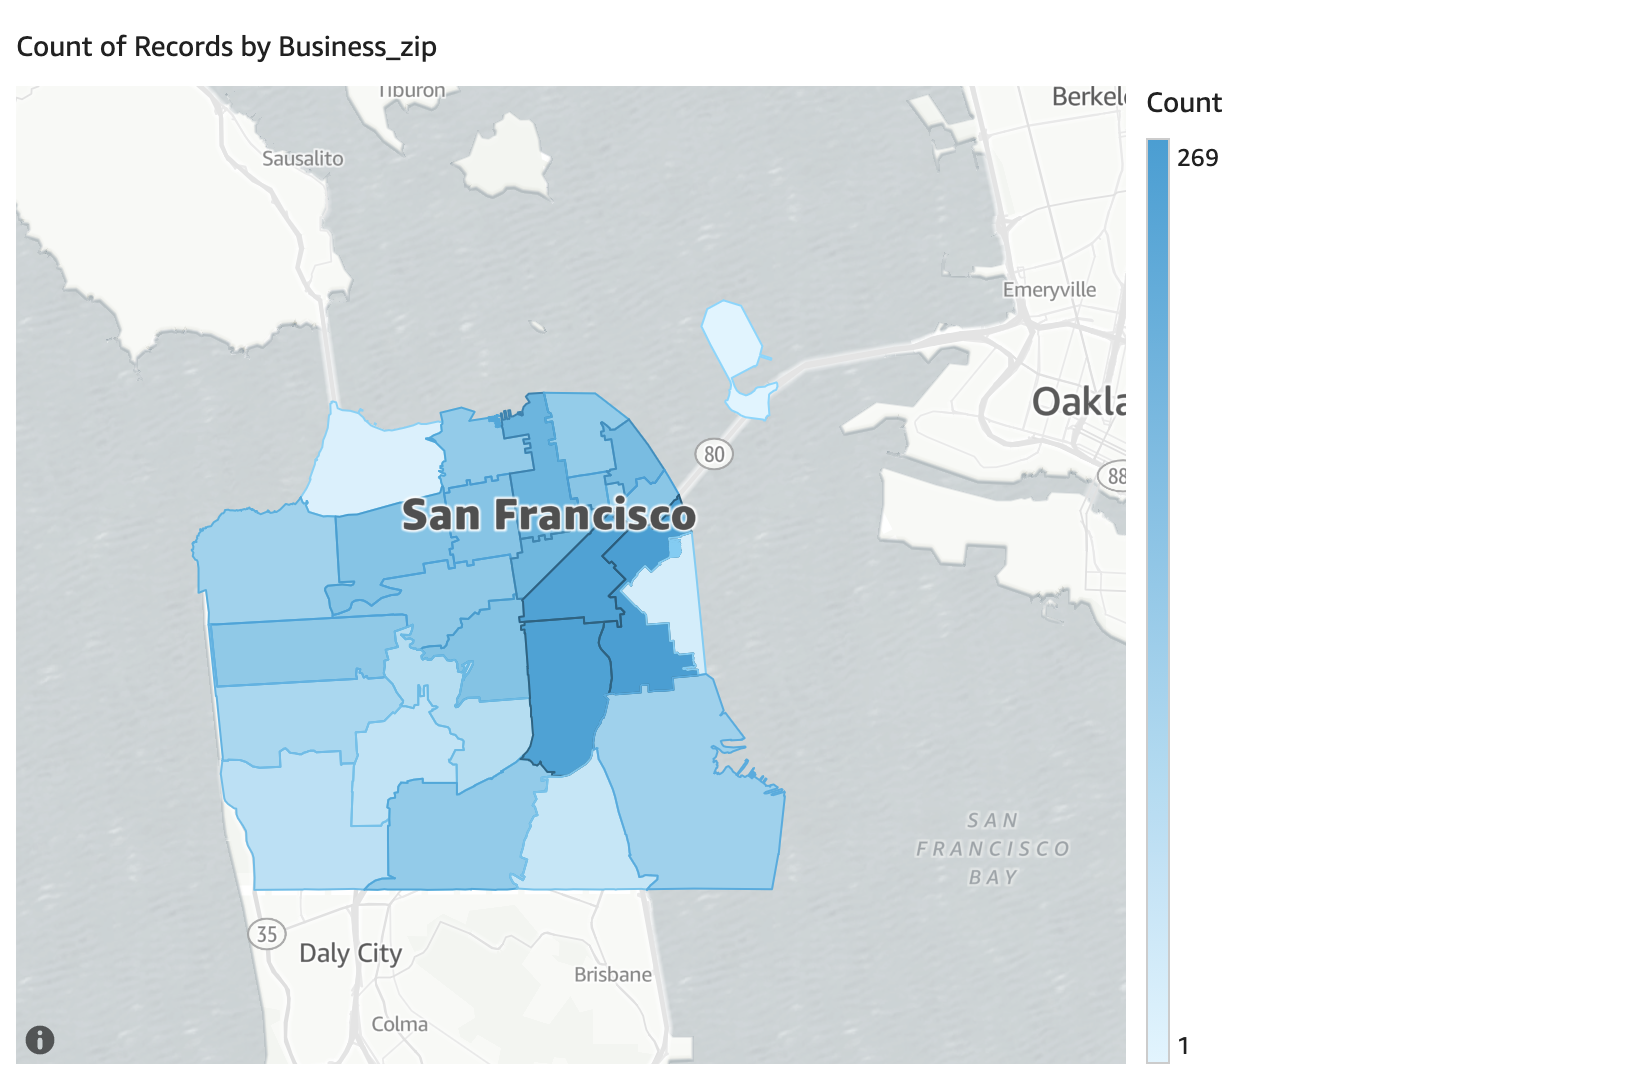 Count of Records by Business_zip
Tiburon
Berkel
Count
269
Sausalito
Emeryville
Oakla
80
88
San Francisco
SAN
FRANCISCO
BAY
35
Daly City
Brisbane
Colma
1